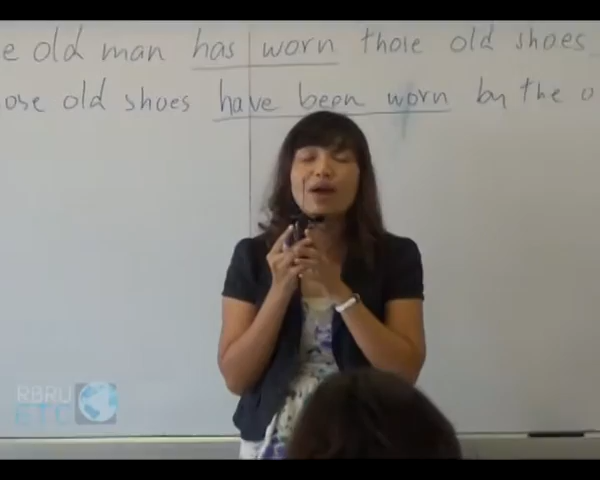 e old man has worn those old shoes
ose old shoes have been worn by the o
RBRU
ETC